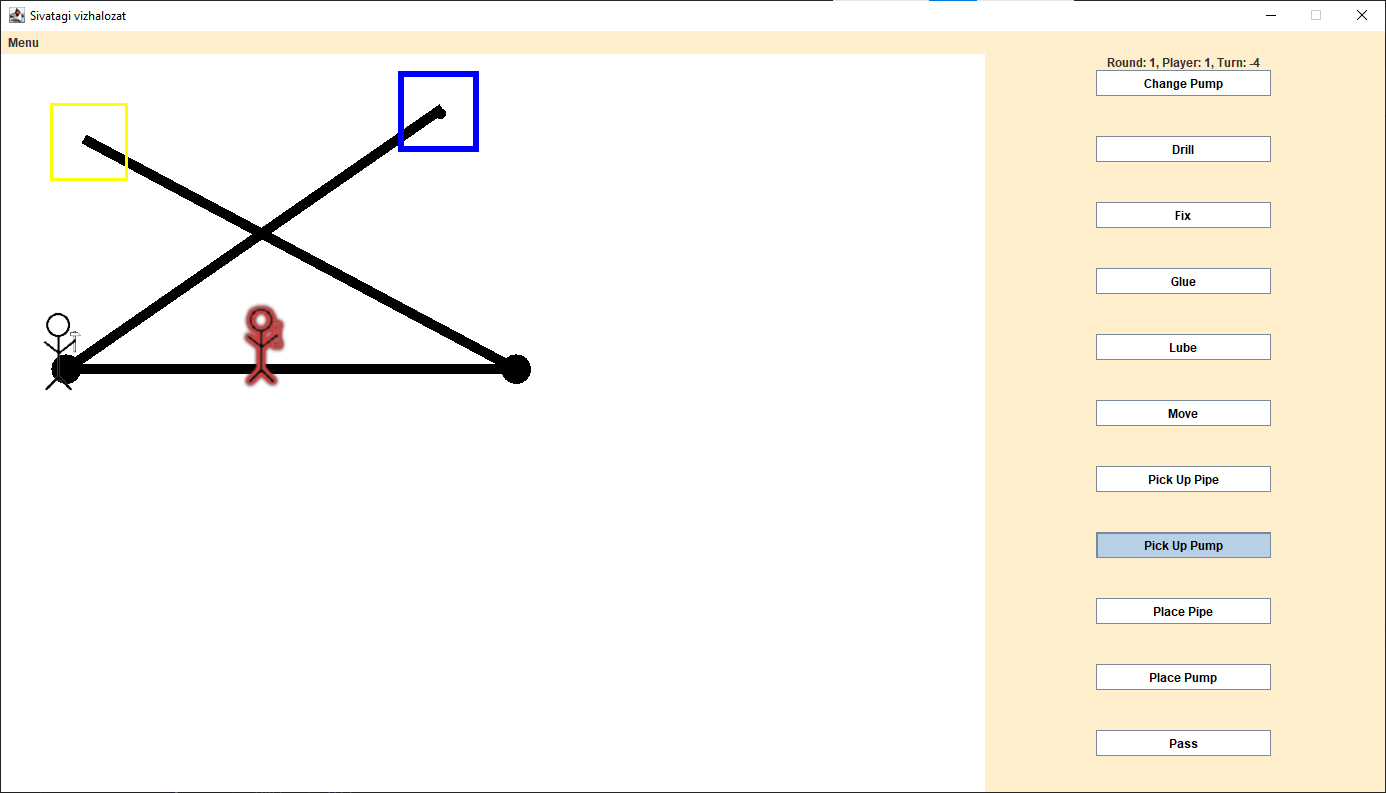 Sivatagi vizhalozat
Menu
Round: 1, Player: 1, Turn: -4
Change Pump
Drill
Fix
Glue
Lube
Move
Pick Up Pipe
Pick Up Pump
Place Pipe
Place Pump
Pass